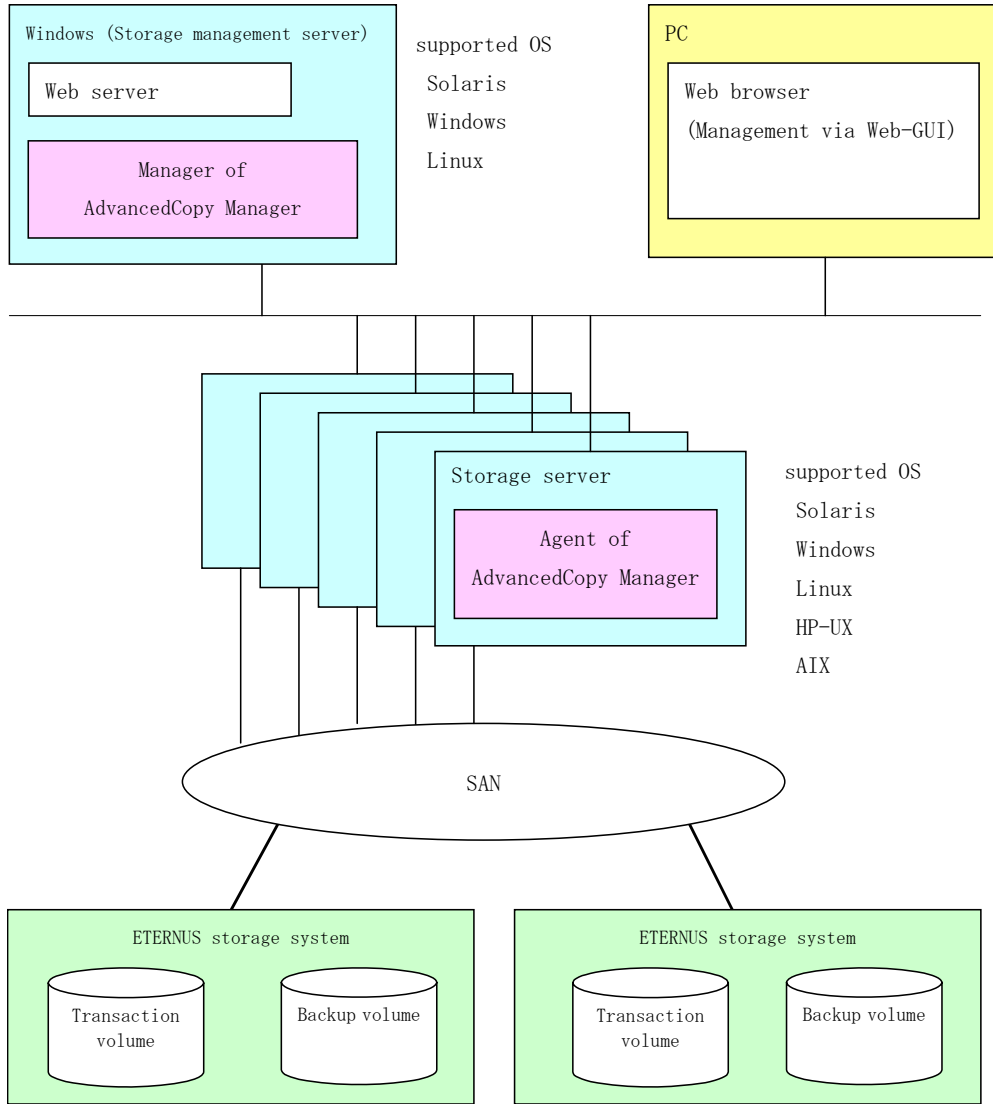 Windows (Storage management server)
Web server
Manager of
AdvancedCopy Manager
supported OS
Solaris
Windows
Linux
PC
Web browser
(Management via Web-GUI)
Storage server
Agent of
AdvancedCopy Manager
supported OS
Solaris
Windows
Linux
HP-UX
AIX
SAN
ETERNUS storage system
Transaction
volume
Backup volume
ETERNUS storage system
Transaction
volume
Backup volume